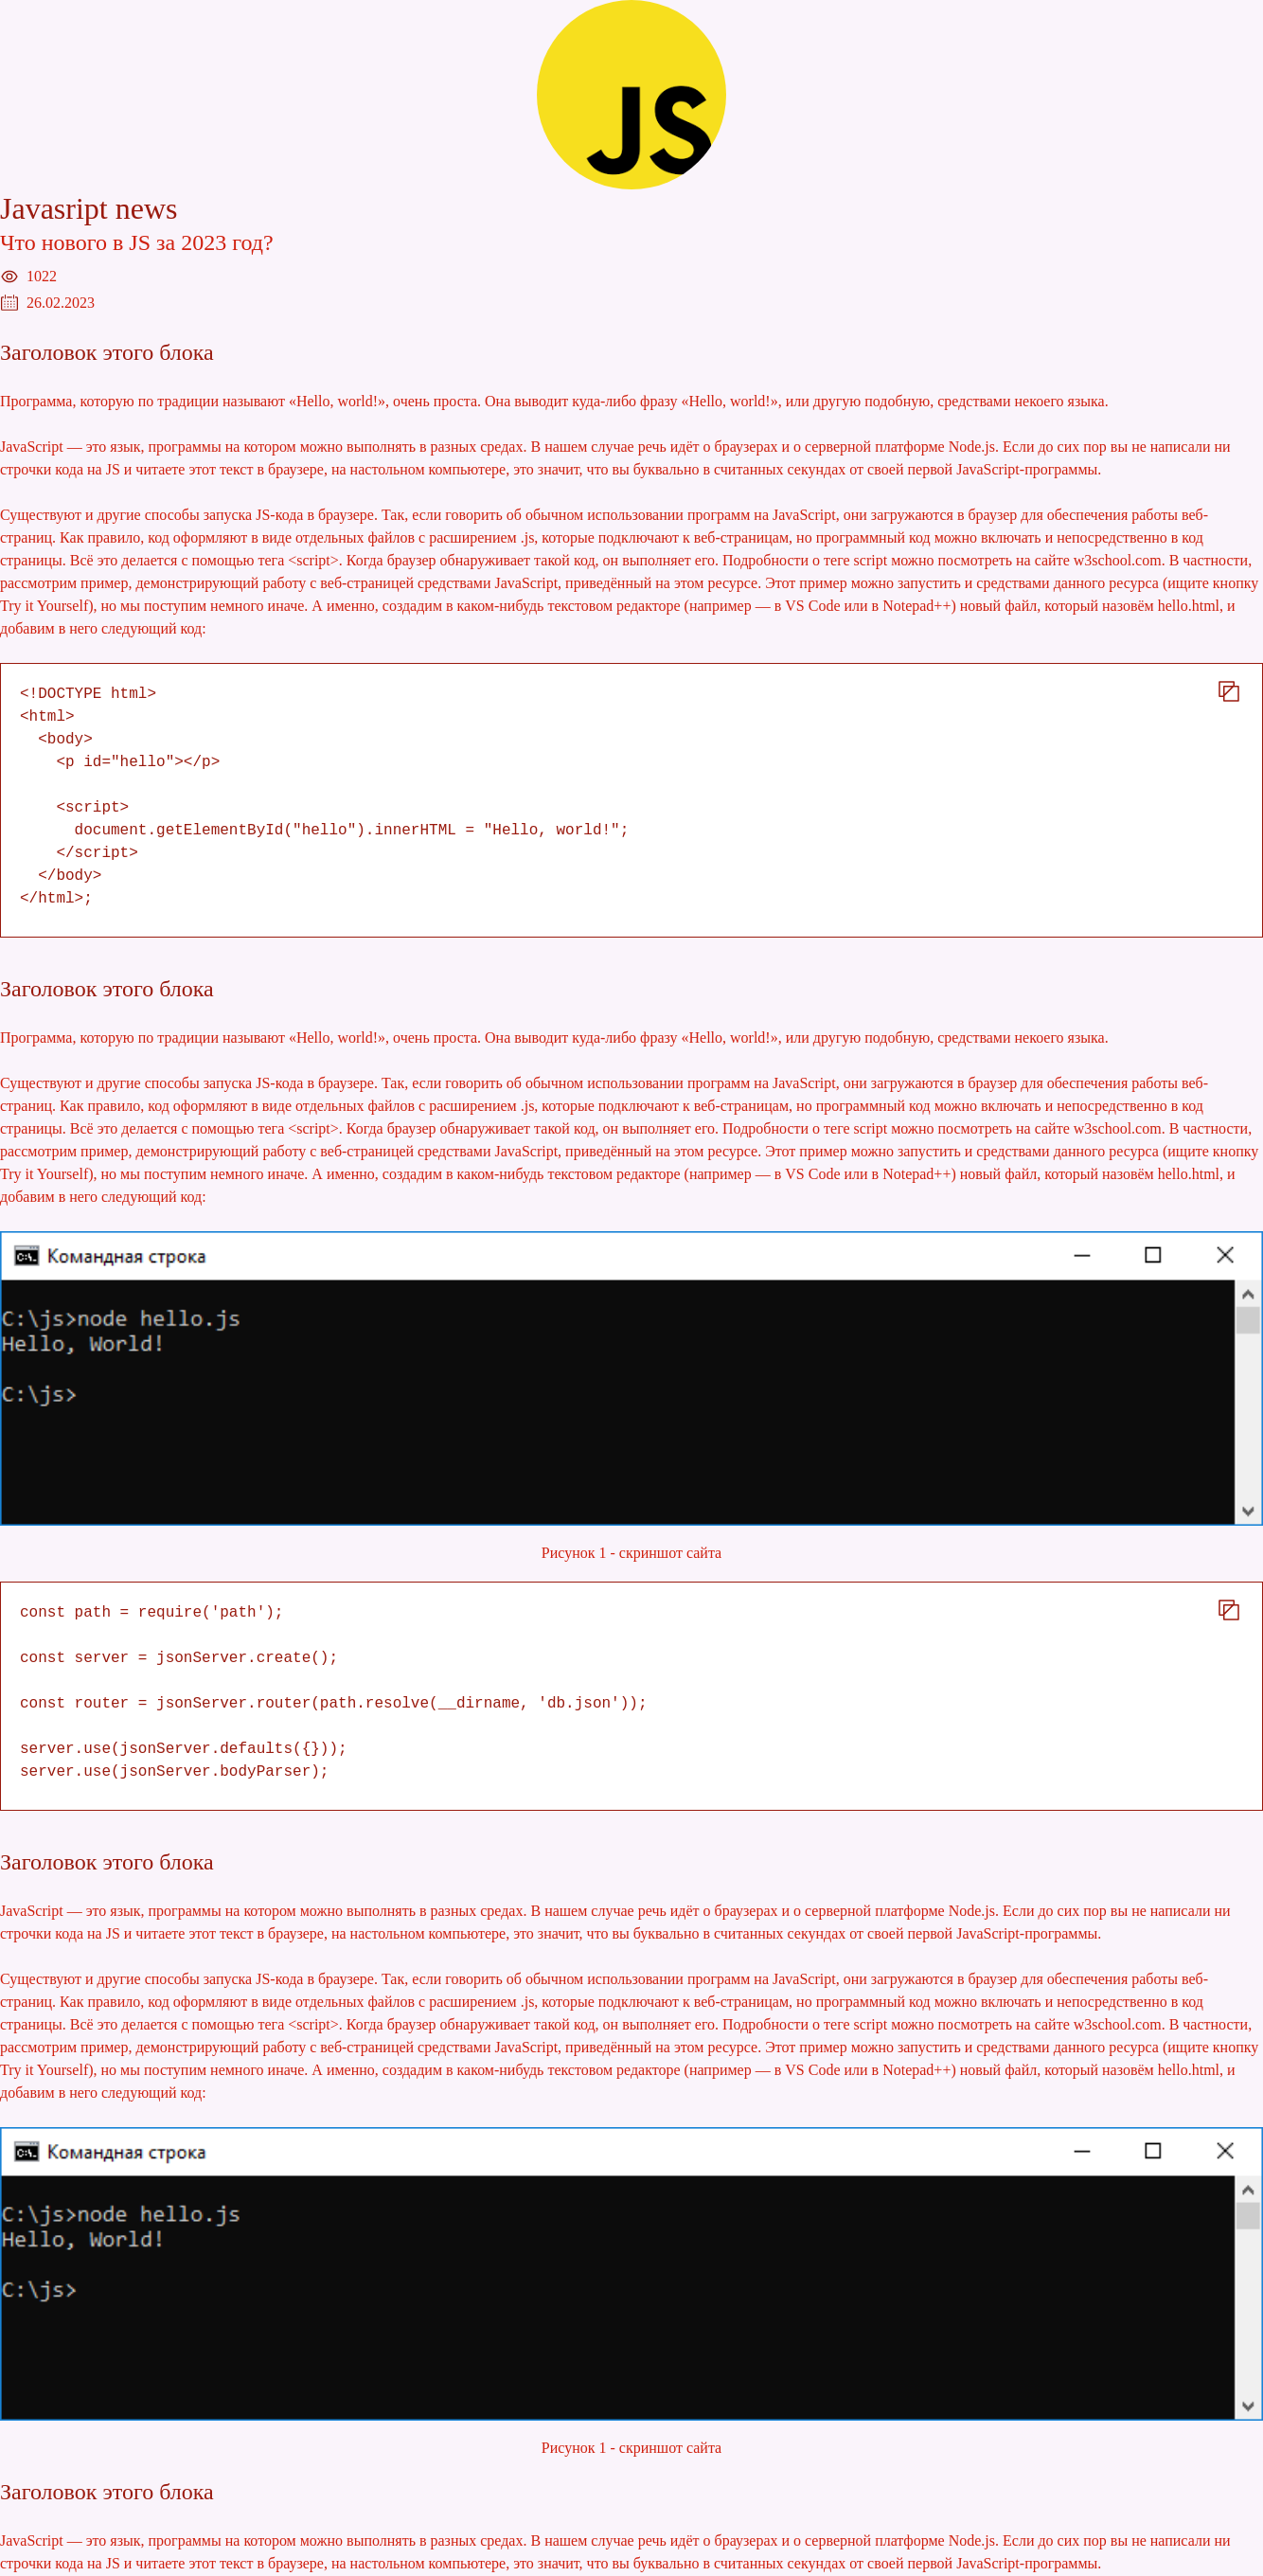 JS
Javasript news
Что нового в JS за 2023 год?
1022
26.02.2023
Заголовок этого блока
Программа, которую по традиции называют «Hello, world!», очень проста. Она выводит куда-либо фразу «Hello, world!», или другую подобную, средствами некоего языка.
JavaScript — это язык, программы на котором можно выполнять в разных средах. В нашем случае речь идёт о браузерах и о серверной платформе Node.js. Если до сих пор вы не написали ни
строчки кода на JS и читаете этот текст в браузере, на настольном компьютере, это значит, что вы буквально в считанных секундах от своей первой JavaScript-программы.
Существуют и другие способы запуска JS-кода в браузере. Так, если говорить об обычном использовании программ на JavaScript, они загружаются в браузер для обеспечения работы веб-
страниц. Как правило, код оформляют в виде отдельных файлов с расширением .js, которые подключают к веб-страницам, но программный код можно включать и непосредственно в код
страницы. Всё это делается с помощью тега <script>. Когда браузер обнаруживает такой код, он выполняет его. Подробности о теге script можно посмотреть на сайте w3school.com. В частности,
рассмотрим пример, демонстрирующий работу с веб-страницей средствами JavaScript, приведённый на этом ресурсе. Этот пример можно запустить и средствами данного ресурса (ищите кнопку
Try it Yourself), но мы поступим немного иначе. А именно, создадим в каком-нибудь текстовом редакторе (например — в VS Code или в Notepad++) новый файл, который назовём hello.html, и
добавим в него следующий код:
<!DOCTYPE html>
<html>
  <body>
    <p id="hello"></p>
    <script>
      document.getElementById("hello").innerHTML = "Hello, world!";
    </script>
  </body>
</html>;
Заголовок этого блока
Программа, которую по традиции называют «Hello, world!», очень проста. Она выводит куда-либо фразу «Hello, world!», или другую подобную, средствами некоего языка.
Существуют и другие способы запуска JS-кода в браузере. Так, если говорить об обычном использовании программ на JavaScript, они загружаются в браузер для обеспечения работы веб-
страниц. Как правило, код оформляют в виде отдельных файлов с расширением .js, которые подключают к веб-страницам, но программный код можно включать и непосредственно в код
страницы. Всё это делается с помощью тега <script>. Когда браузер обнаруживает такой код, он выполняет его. Подробности о теге script можно посмотреть на сайте w3school.com. В частности,
рассмотрим пример, демонстрирующий работу с веб-страницей средствами JavaScript, приведённый на этом ресурсе. Этот пример можно запустить и средствами данного ресурса (ищите кнопку
Try it Yourself), но мы поступим немного иначе. А именно, создадим в каком-нибудь текстовом редакторе (например — в VS Code или в Notepad++) новый файл, который назовём hello.html, и
добавим в него следующий код:
Командная строка
C:\js>node hello.js
Hello, World!
C:\js>
Рисунок 1 - скриншот сайта
const path = require('path');
const server = jsonServer.create();
const router = jsonServer.router(path.resolve(__dirname, 'db.json'));
server.use(jsonServer.defaults({}));
server.use(jsonServer.bodyParser);
Заголовок этого блока
JavaScript — это язык, программы на котором можно выполнять в разных средах. В нашем случае речь идёт о браузерах и о серверной платформе Node.js. Если до сих пор вы не написали ни
строчки кода на JS и читаете этот текст в браузере, на настольном компьютере, это значит, что вы буквально в считанных секундах от своей первой JavaScript-программы.
Существуют и другие способы запуска JS-кода в браузере. Так, если говорить об обычном использовании программ на JavaScript, они загружаются в браузер для обеспечения работы веб-
страниц. Как правило, код оформляют в виде отдельных файлов с расширением .js, которые подключают к веб-страницам, но программный код можно включать и непосредственно в код
страницы. Всё это делается с помощью тега <script>. Когда браузер обнаруживает такой код, он выполняет его. Подробности о теге script можно посмотреть на сайте w3school.com. В частности,
рассмотрим пример, демонстрирующий работу с веб-страницей средствами JavaScript, приведённый на этом ресурсе. Этот пример можно запустить и средствами данного ресурса (ищите кнопку
Try it Yourself), но мы поступим немного иначе. А именно, создадим в каком-нибудь текстовом редакторе (например — в VS Code или в Notepad++) новый файл, который назовём hello.html, и
добавим в него следующий код:
Командная строка
C:\js>node hello.js
Hello, World!
C:\js>
Рисунок 1 - скриншот сайта
Заголовок этого блока
JavaScript — это язык, программы на котором можно выполнять в разных средах. В нашем случае речь идёт о браузерах и о серверной платформе Node.js. Если до сих пор вы не написали ни
строчки кода на JS и читаете этот текст в браузере, на настольном компьютере, это значит, что вы буквально в считанных секундах от своей первой JavaScript-программы.